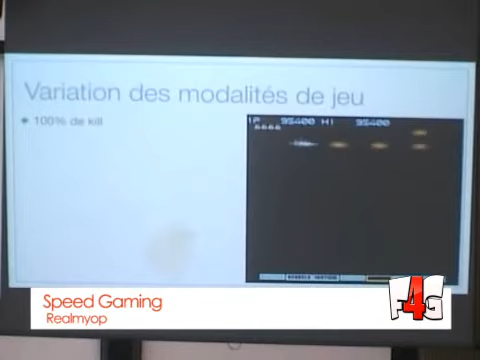 Variation des modalités de jeu
100% de kill
1P 95400 HI 95400
Speed Gaming
Realmyop
F4G